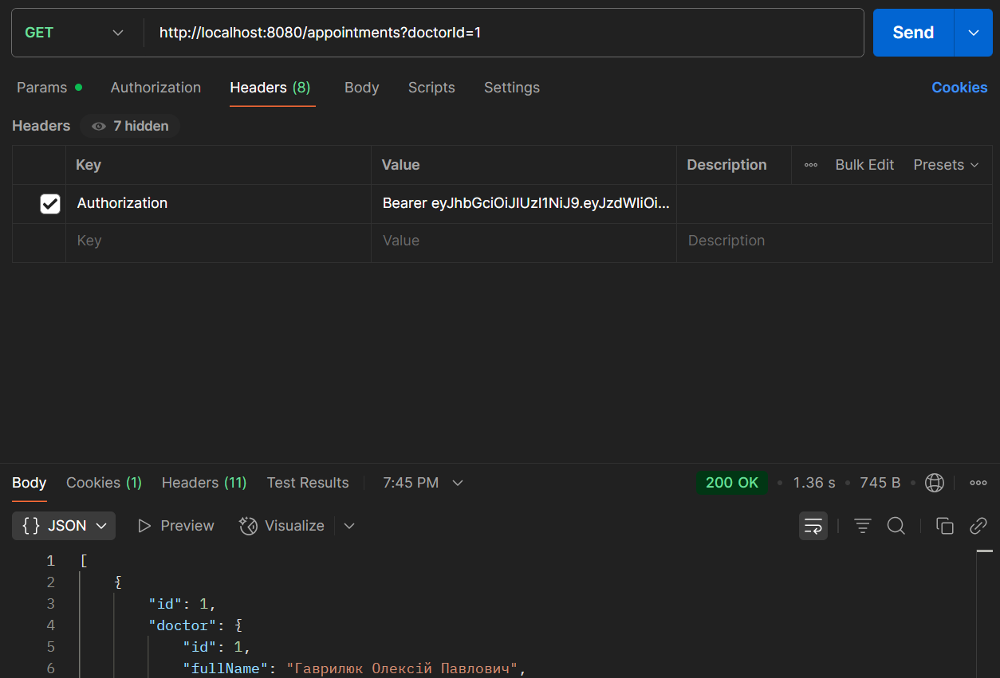 GET http://localhost:8080/appointments?doctorId=1 Send
Params Authorization Headers (8) Body Scripts Settings Cookies
Headers 7 hidden
Key Value Description Bulk Edit Presets
Authorization Bearer eyJhbGciOiJIUzI1NiJ9.eyJzdWIiOi...
Key Value Description
Body Cookies (1) Headers (11) Test Results 7:45 PM 200 OK 1.36 s 745 B
{} JSON Preview Visualize
1 [
2 {
3 "id": 1,
4 "doctor": {
5 "id": 1,
6 "fullName": "Гаврилюк Олексій Павлович",